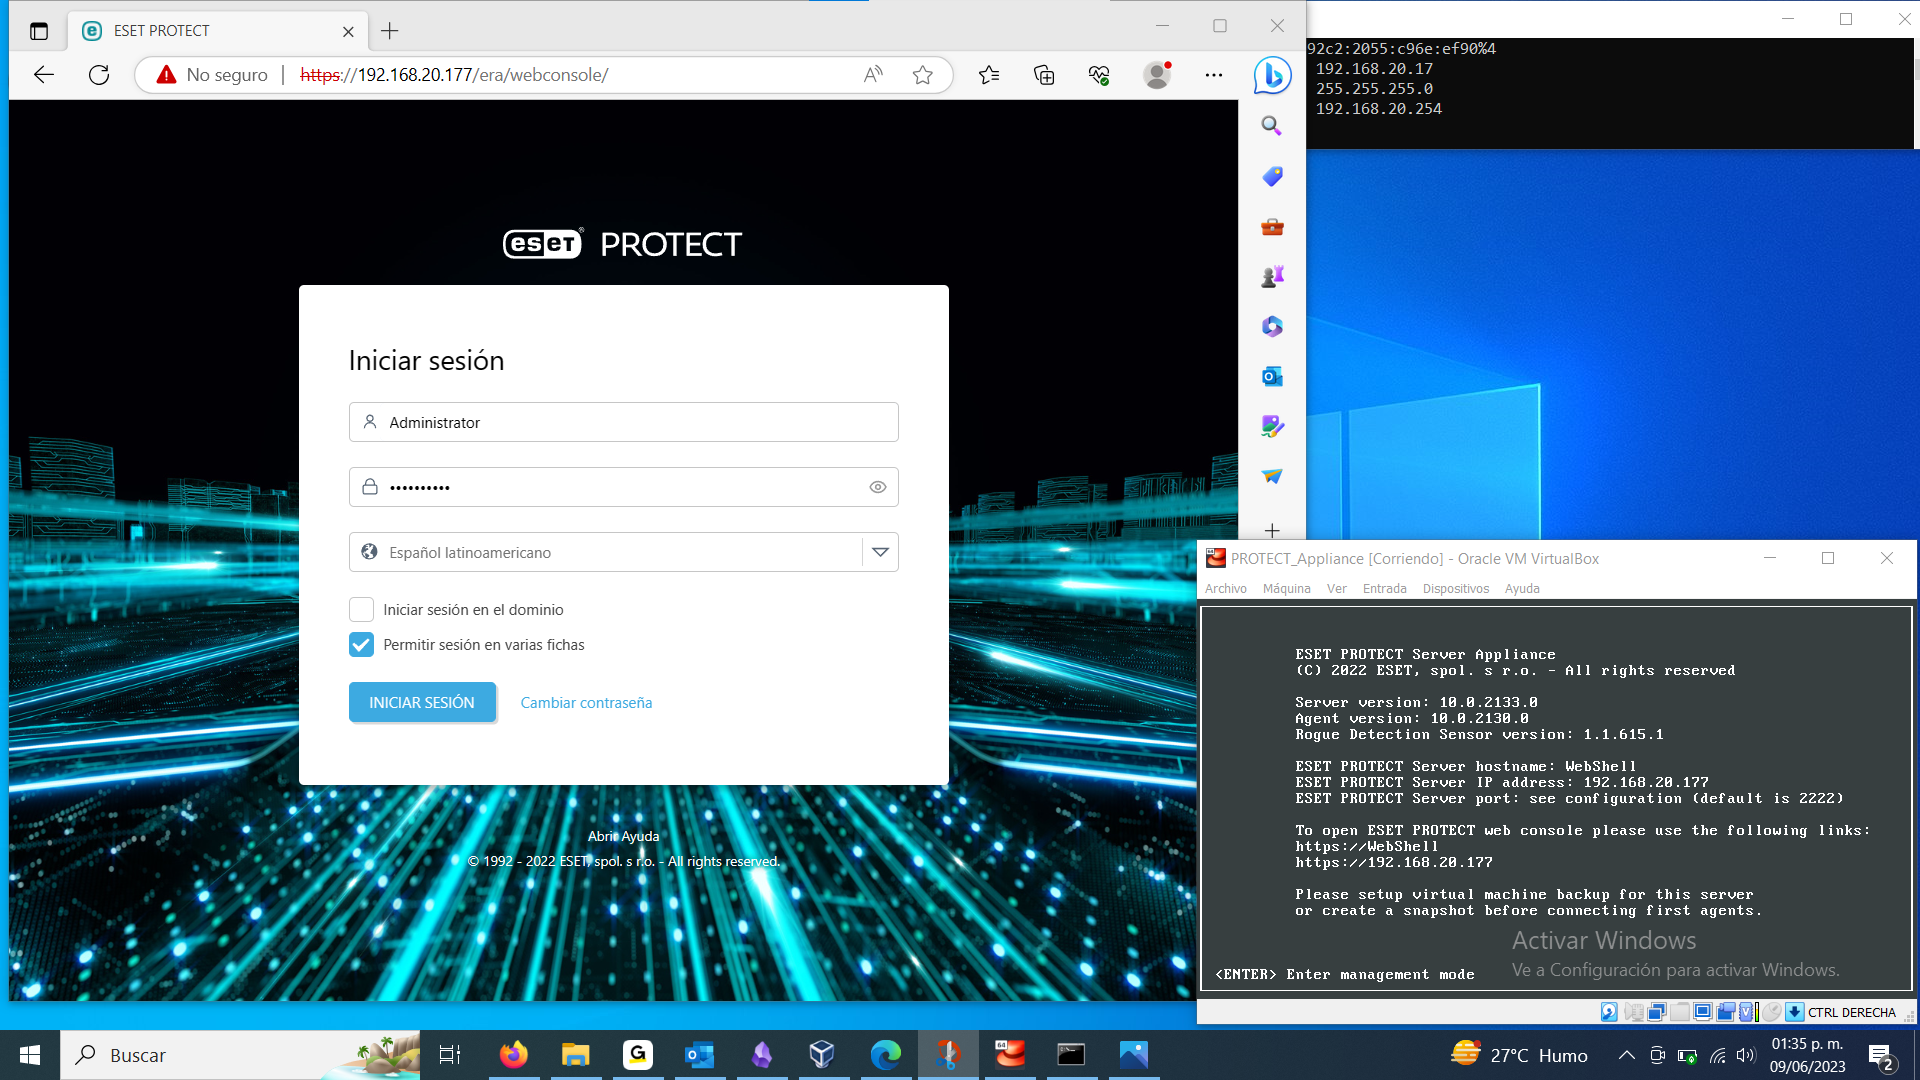 ESET PROTECT
No seguro
https://192.168.20.177/era/webconsole/
92c2:2055:c96e:ef90%4
192.168.20.17
255.255.255.0
192.168.20.254
eset® PROTECT
Iniciar sesión
Administrator
••••••••••
Español latinoamericano
Iniciar sesión en el dominio
Permitir sesión en varias fichas
INICIAR SESIÓN
Cambiar contraseña
Abrir Ayuda
© 1992 - 2022 ESET, spol. s r.o. - All rights reserved.
PROTECT_Appliance [Corriendo] - Oracle VM VirtualBox
Archivo Máquina Ver Entrada Dispositivos Ayuda
ESET PROTECT Server Appliance
(C) 2022 ESET, spol. s r.o. - All rights reserved
Server version: 10.0.2133.0
Agent version: 10.0.2130.0
Rogue Detection Sensor version: 1.1.615.1
ESET PROTECT Server hostname: WebShell
ESET PROTECT Server IP address: 192.168.20.177
ESET PROTECT Server port: see configuration (default is 2222)
To open ESET PROTECT web console please use the following links:
https://WebShell
https://192.168.20.177
Please setup virtual machine backup for this server
or create a snapshot before connecting first agents.
Activar Windows
Ve a Configuración para activar Windows.
<ENTER> Enter management mode
CTRL DERECHA
Buscar
27°C Humo
01:35 p. m.
09/06/2023
2